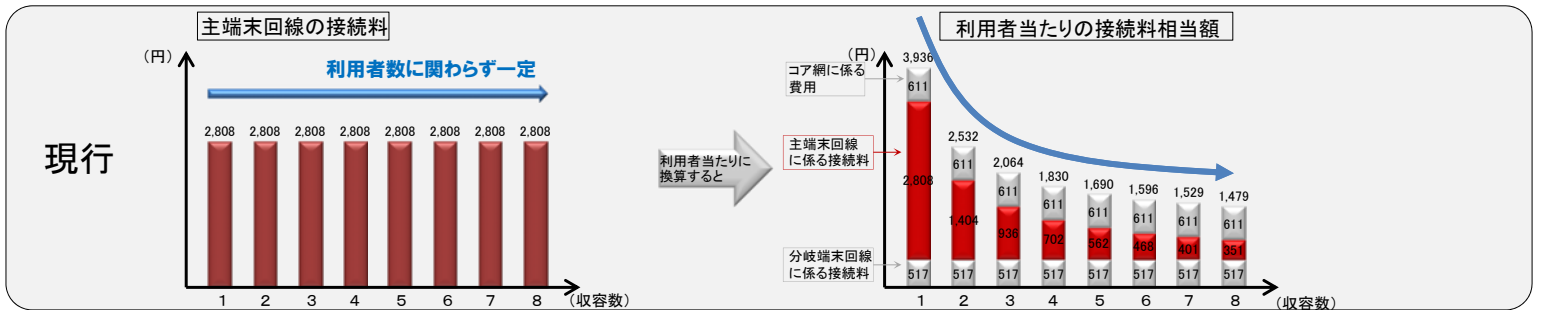 現行
主端末回線の接続料
(円)
利用者数に関わらず一定
2,808 2,808 2,808 2,808 2,808 2,808 2,808 2,808
1 2 3 4 5 6 7 8 (収容数)
利用者当たりに
換算すると
利用者当たりの接続料相当額
(円)
コア網に係る
費用
主端末回線
に係る接続料
分岐端末回線
に係る接続料
3,936 2,532 2,064 1,830 1,690 1,596 1,529 1,479
611 611 611 611 611 611 611 611
2,808 1,404 936 702 562 468 401 351
517 517 517 517 517 517 517 517
1 2 3 4 5 6 7 8 (収容数)